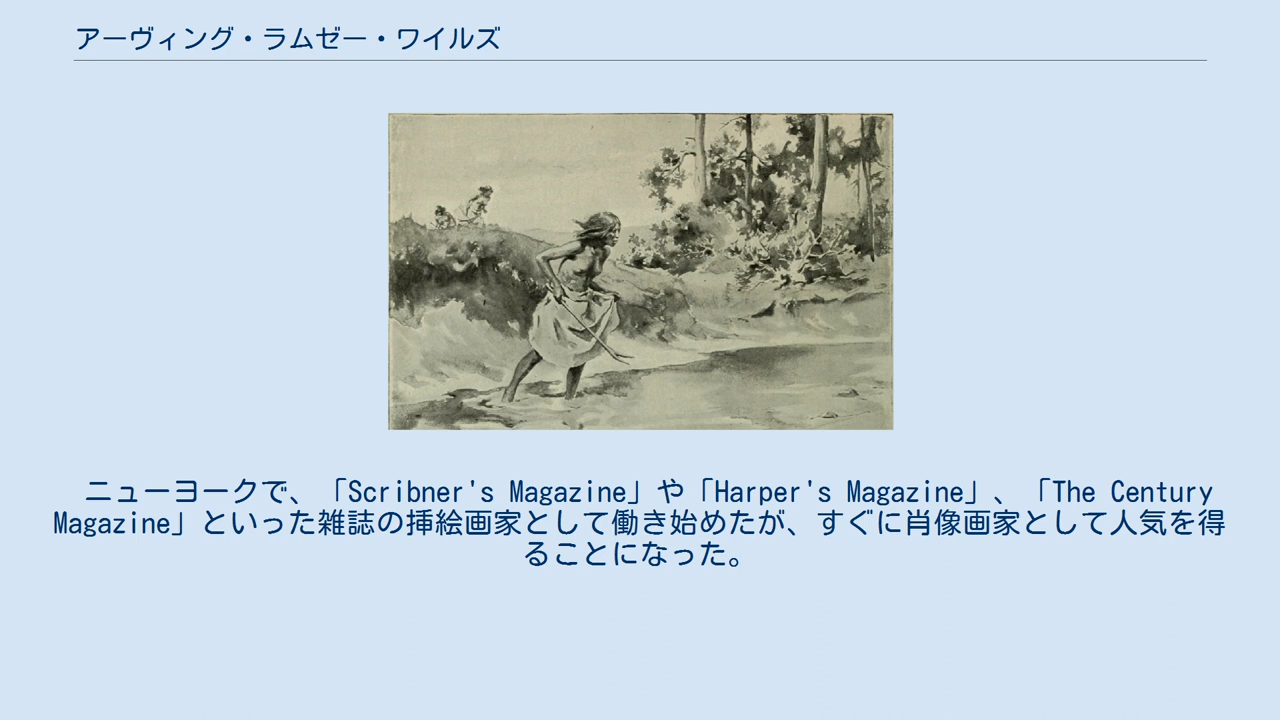 アーヴィング・ラムゼー・ワイルズ
ニューヨークで、「Scribner's Magazine」や「Harper's Magazine」、「The Century
Magazine」といった雑誌の挿絵画家として働き始めたが、すぐに肖像画家として人気を得
ることになった。